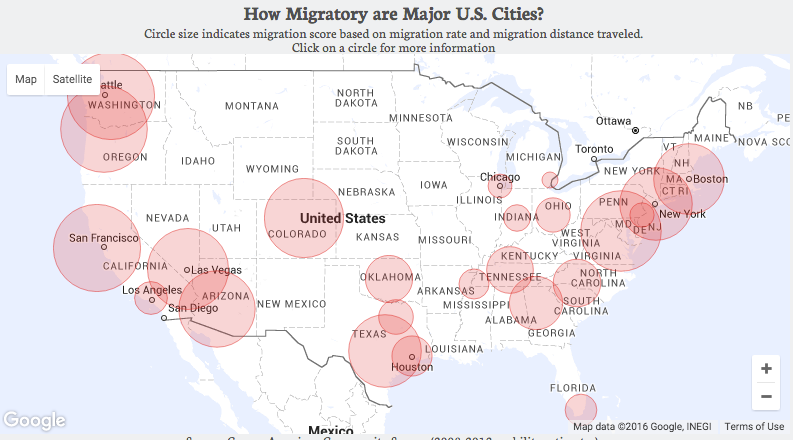 How Migratory are Major U.S. Cities?
Circle size indicates migration score based on migration rate and migration distance traveled.
Click on a circle for more information
Map
Satellite
attle
WASHINGTON
MONTANA
NORTH
DAKOTA
MINNESOTA
Ottawa
NB
PE
MAINE
NOVA SCO
OREGON
IDAHO
SOUTH
DAKOTA
WISCONSIN
MICHIGAN
Toronto
VT
NH
WYOMING
Chicago
NEW YORK
MA
Boston
CT
RI
NEBRASKA
IOWA
ILLINOIS
INDIANA
OHIO
PENN
New York
NEVADA
UTAH
United States
COLORADO
KANSAS
MISSOURI
WEST
VIRGINIA
MD
DE
NJ
San Francisco
CALIFORNIA
Las Vegas
KENTUCKY
VIRGINIA
Los Angeles
ARIZONA
NEW MEXICO
OKLAHOMA
ARKANSAS
TENNESSEE
NORTH
CAROLINA
San Diego
MISSISSIPPI
SOUTH
CAROLINA
ALABAMA
TEXAS
GEORGIA
LOUISIANA
Houston
FLORIDA
+
−
Google
Mexico
Map data ©2016 Google, INEGI
Terms of Use